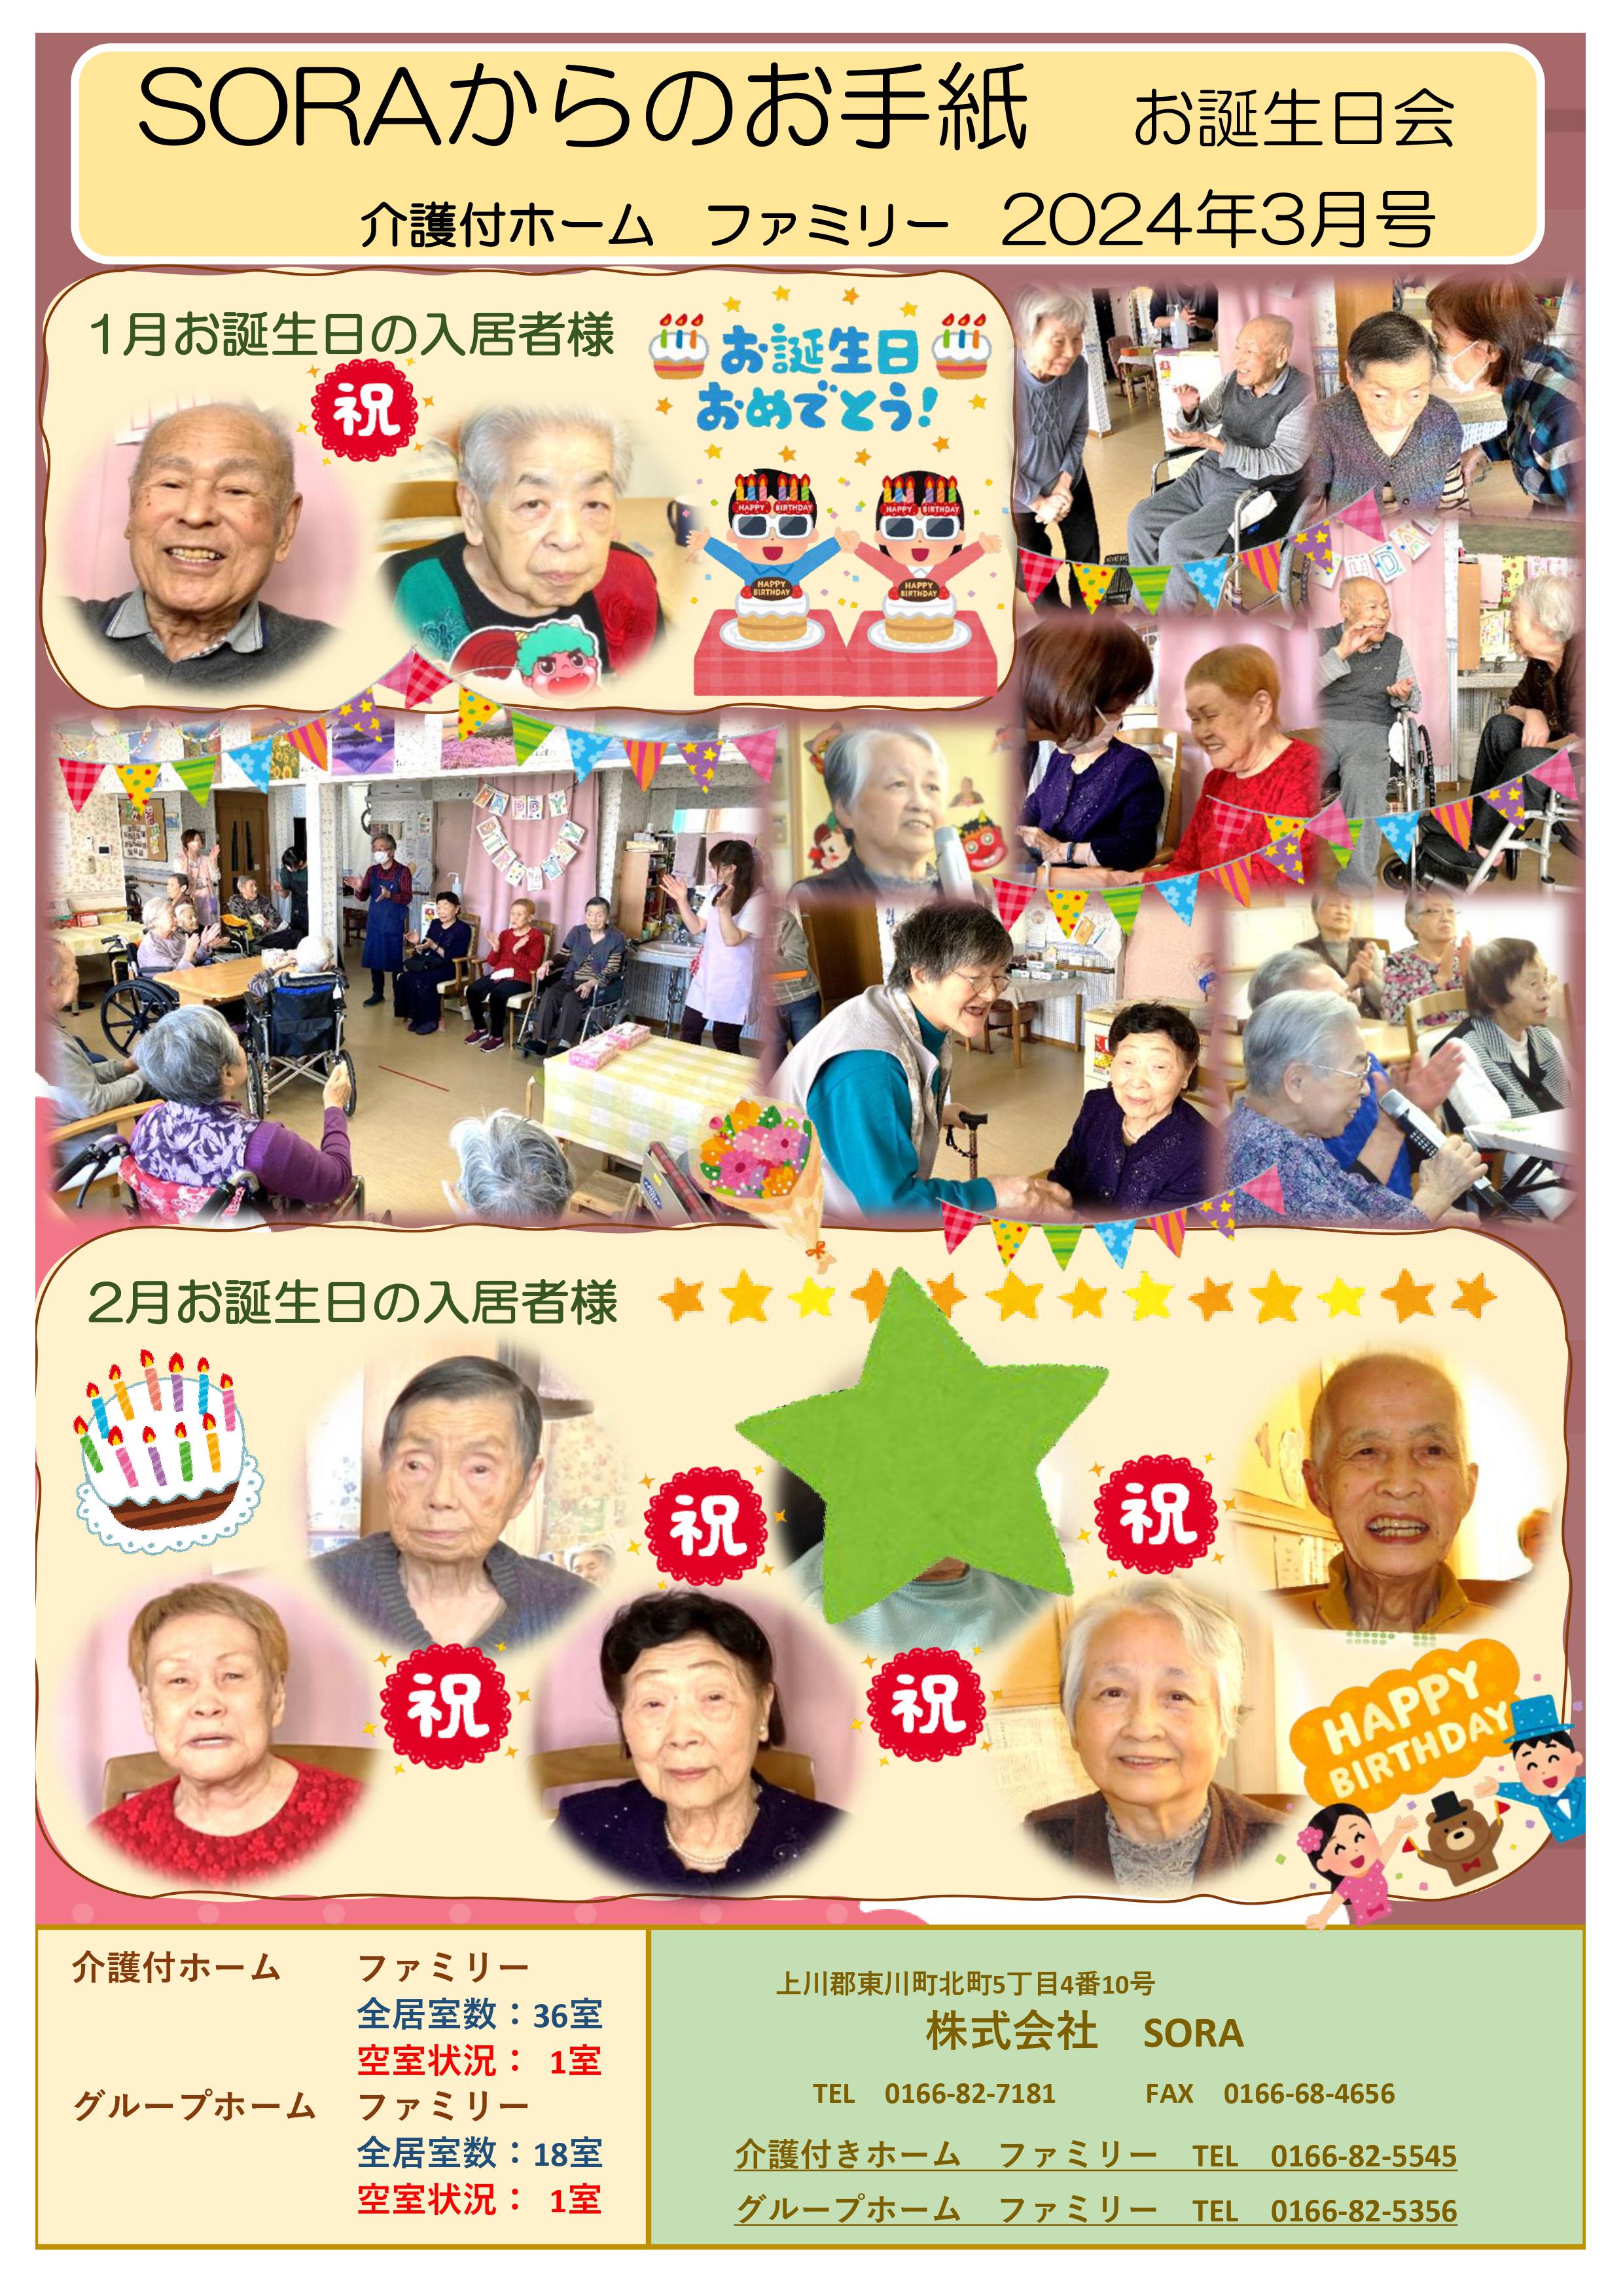 SORAからのお手紙 お誕生日会
介護付ホーム ファミリー 2024年3月号
1月お誕生日の入居者様
祝
お誕生日
おめでとう!
HAPPY BIRTHDAY
HAPPY BIRTHDAY
HAPPY
BIRTHDAY
HAPPY
BIRTHDAY
HAPPY
2月お誕生日の入居者様
祝
祝
祝
祝
HAPPY
BIRTHDAY
介護付ホーム ファミリー
全居室数：36室
空室状況： 1室
グループホーム ファミリー
全居室数：18室
空室状況： 1室
上川郡東川町北町5丁目4番10号
株式会社 SORA
TEL 0166-82-7181 FAX 0166-68-4656
介護付きホーム ファミリー TEL 0166-82-5545
グループホーム ファミリー TEL 0166-82-5356